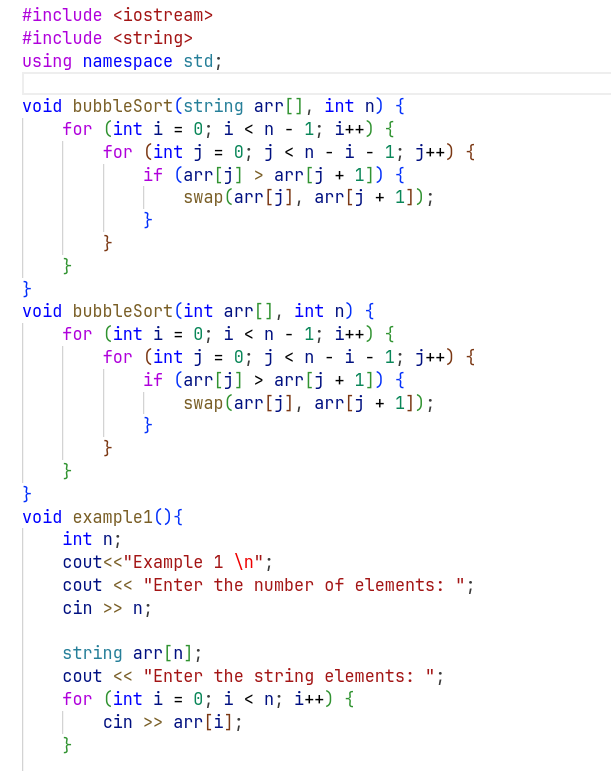 #include <iostream>
#include <string>
using namespace std;

void bubbleSort(string arr[], int n) {
    for (int i = 0; i < n - 1; i++) {
        for (int j = 0; j < n - i - 1; j++) {
            if (arr[j] > arr[j + 1]) {
                swap(arr[j], arr[j + 1]);
            }
        }
    }
}
void bubbleSort(int arr[], int n) {
    for (int i = 0; i < n - 1; i++) {
        for (int j = 0; j < n - i - 1; j++) {
            if (arr[j] > arr[j + 1]) {
                swap(arr[j], arr[j + 1]);
            }
        }
    }
}
void example1(){
    int n;
    cout<<"Example 1 \n";
    cout << "Enter the number of elements: ";
    cin >> n;

    string arr[n];
    cout << "Enter the string elements: ";
    for (int i = 0; i < n; i++) {
        cin >> arr[i];
    }